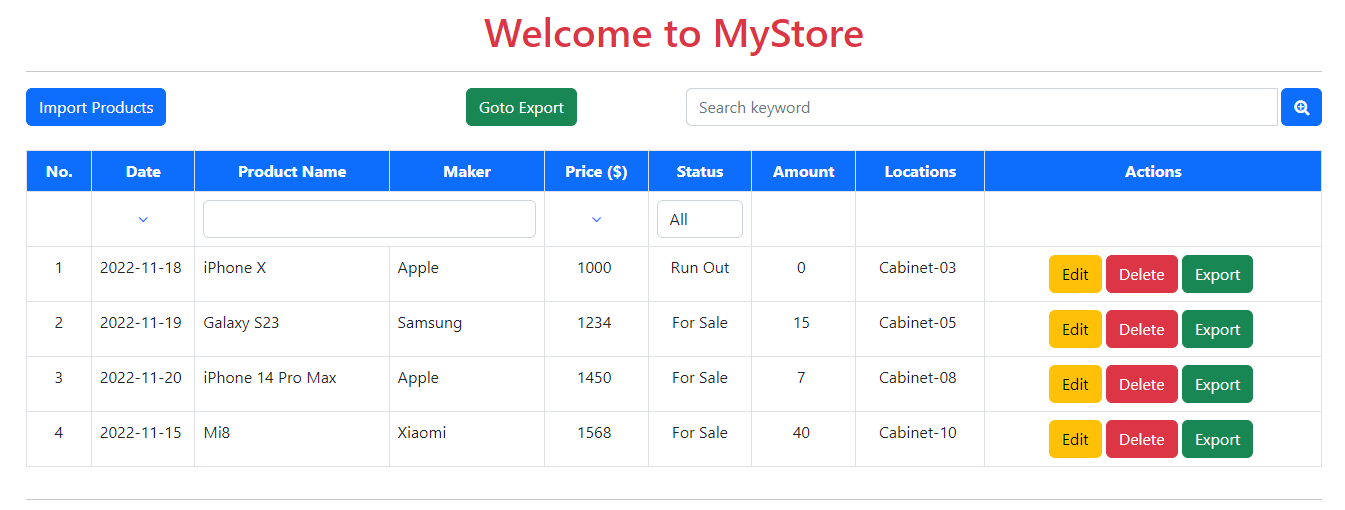 Welcome to MyStore
Import Products Goto Export Search keyword
No. Date Product Name Maker Price ($) Status Amount Locations Actions
All
1 2022-11-18 iPhone X Apple 1000 Run Out 0 Cabinet-03 Edit Delete Export
2 2022-11-19 Galaxy S23 Samsung 1234 For Sale 15 Cabinet-05 Edit Delete Export
3 2022-11-20 iPhone 14 Pro Max Apple 1450 For Sale 7 Cabinet-08 Edit Delete Export
4 2022-11-15 Mi8 Xiaomi 1568 For Sale 40 Cabinet-10 Edit Delete Export